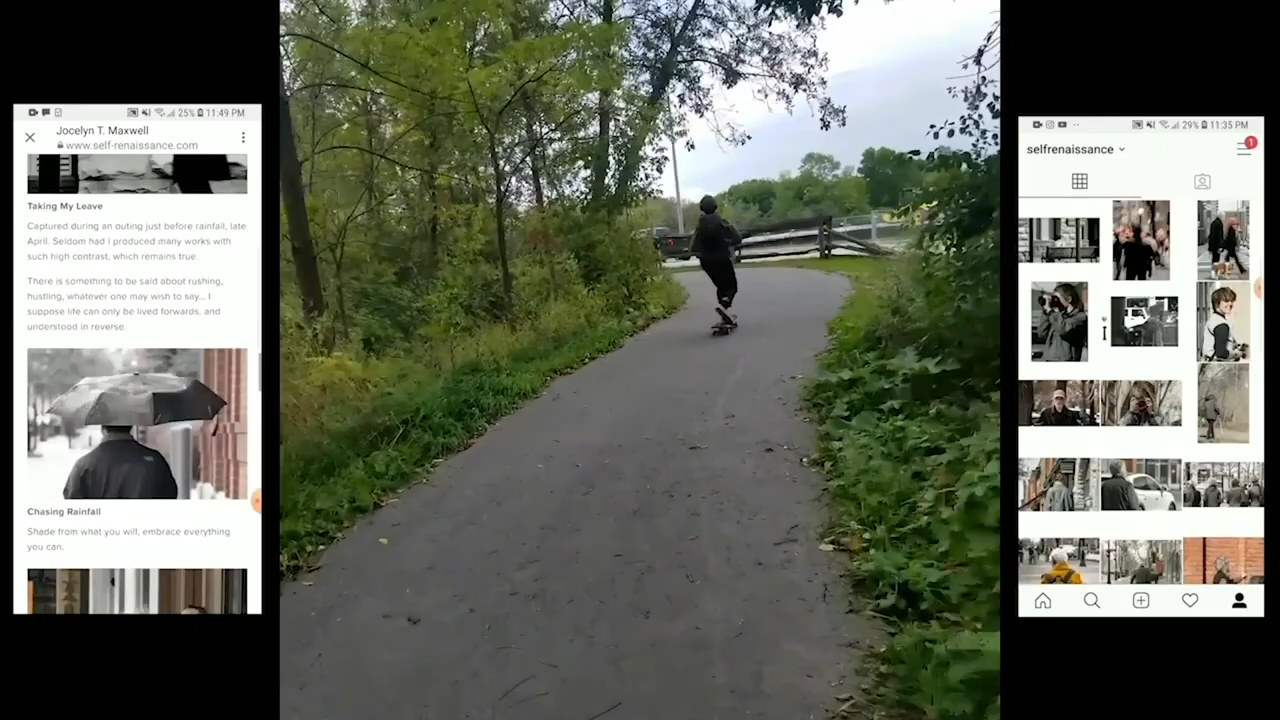 25% 11:49 PM
Jocelyn T. Maxwell
www.self-renaissance.com
Taking My Leave
Captured during an outing just before rainfall, late
April. Seldom had I produced many works with
such high contrast, which remains true.
There is something to be said about rushing,
hustling, whatever one may wish to say... I
suppose life can only be lived forwards, and
understood in reverse.
Chasing Rainfall
Shade from what you will, embrace everything
you can.
29% 11:35 PM
selfrenaissance
1